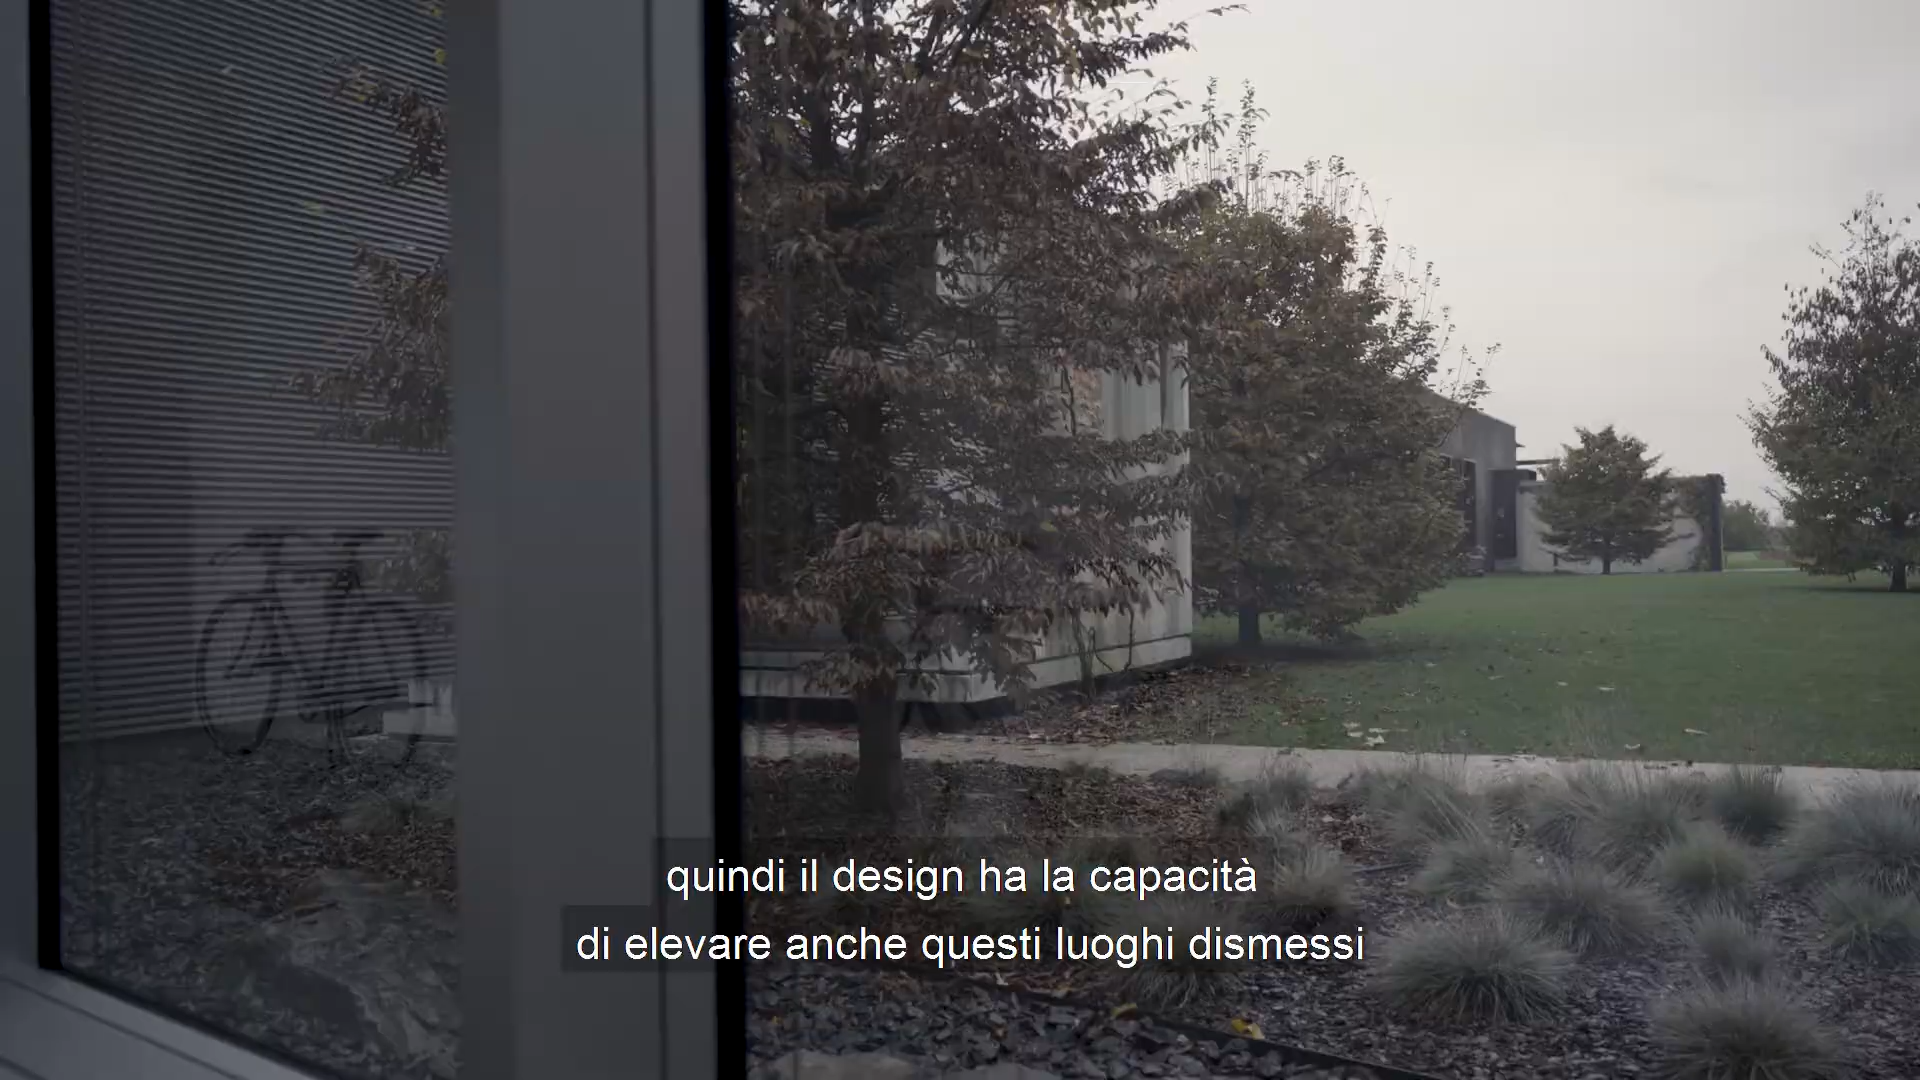 quindi il design ha la capacità
di elevare anche questi luoghi dismessi